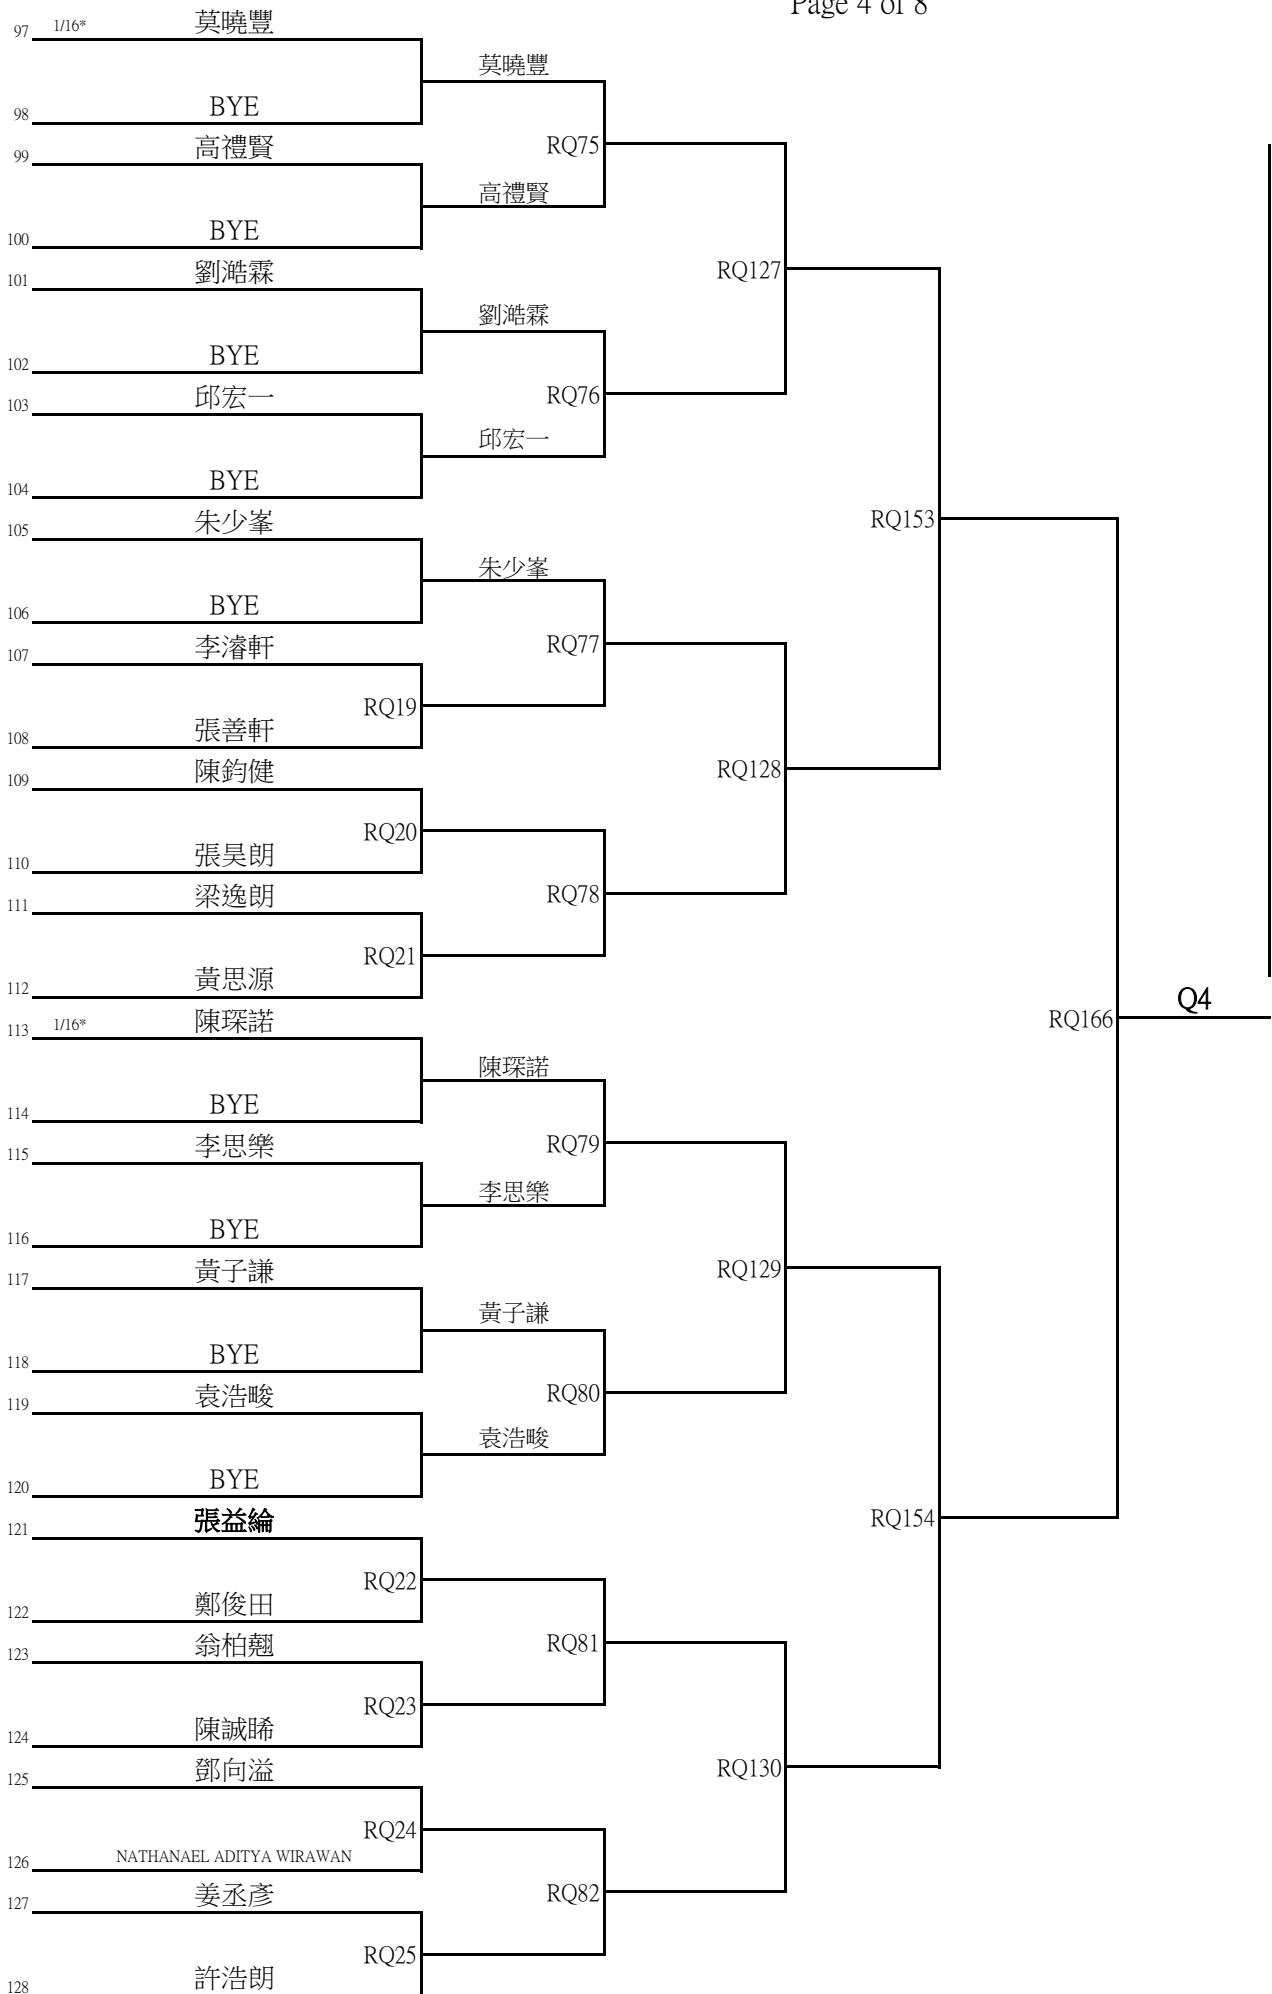 Page 4 of 8
97 1/16* 莫曉豐
莫曉豐
98 BYE
99 高禮賢
RQ75
高禮賢
100 BYE
101 劉澔霖
RQ127
劉澔霖
102 BYE
103 邱宏一
RQ76
邱宏一
104 BYE
105 朱少峯
RQ153
朱少峯
106 BYE
107 李濬軒
RQ77
RQ19
108 張善軒
109 陳鈞健
RQ128
RQ20
110 張昊朗
111 梁逸朗
RQ78
RQ21
112 黃思源
Q4
113 1/16* 陳琛諾
RQ166
陳琛諾
114 BYE
115 李思樂
RQ79
李思樂
116 BYE
117 黃子謙
RQ129
黃子謙
118 BYE
119 袁浩畯
RQ80
袁浩畯
120 BYE
121 張益綸
RQ154
RQ22
122 鄭俊田
123 翁柏翹
RQ81
RQ23
124 陳誠晞
125 鄧向溢
RQ130
RQ24
126 NATHANAEL ADITYA WIRAWAN
127 姜丞彥
RQ82
RQ25
128 許浩朗